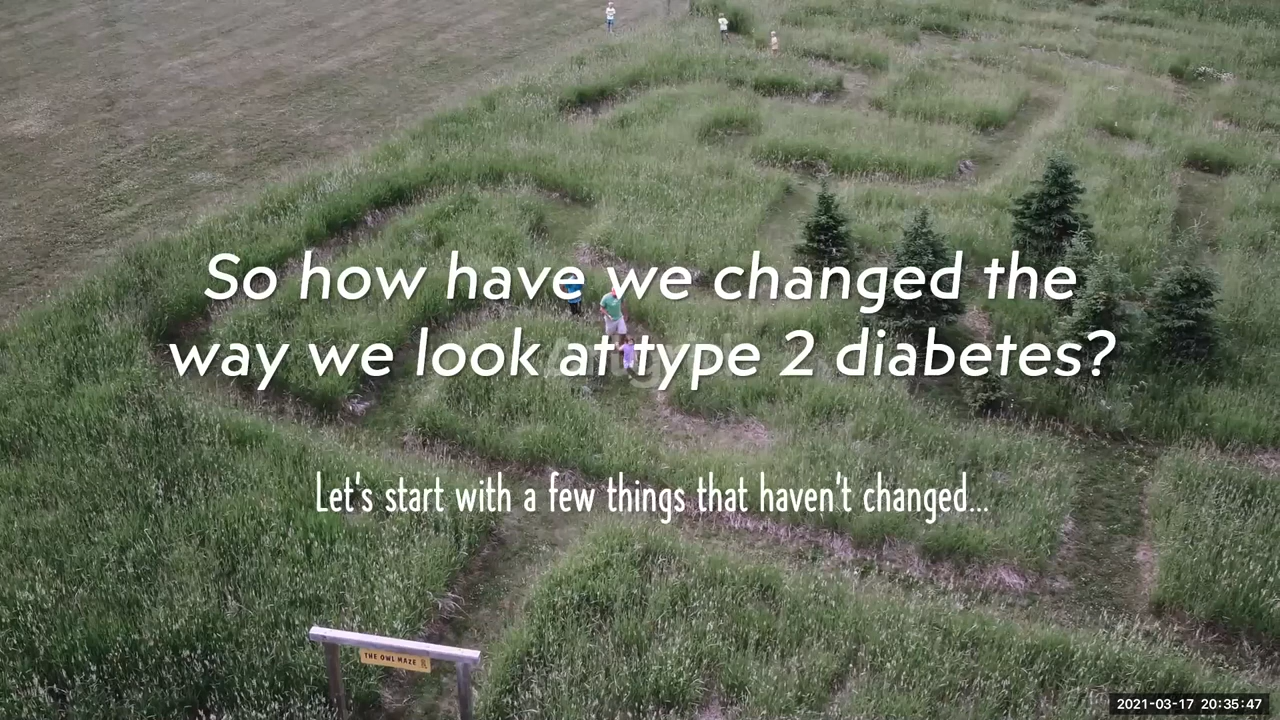 So how have we changed the
way we look at type 2 diabetes?
Let's start with a few things that haven't changed...
THE OWL MAZE
2021-03-17 20:35:47